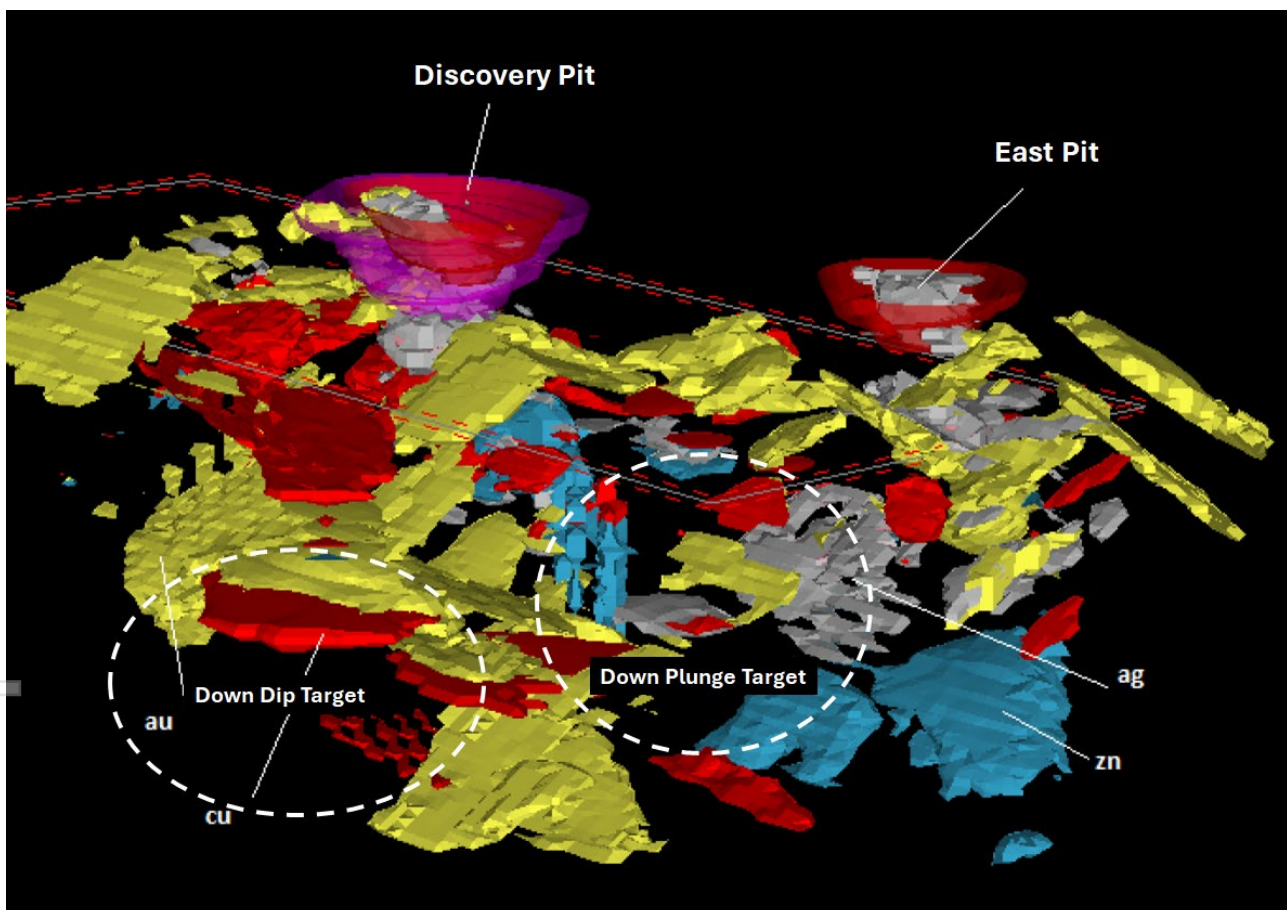 Discovery Pit
East Pit
Down Dip Target
Down Plunge Target
au
ag
zn
cu